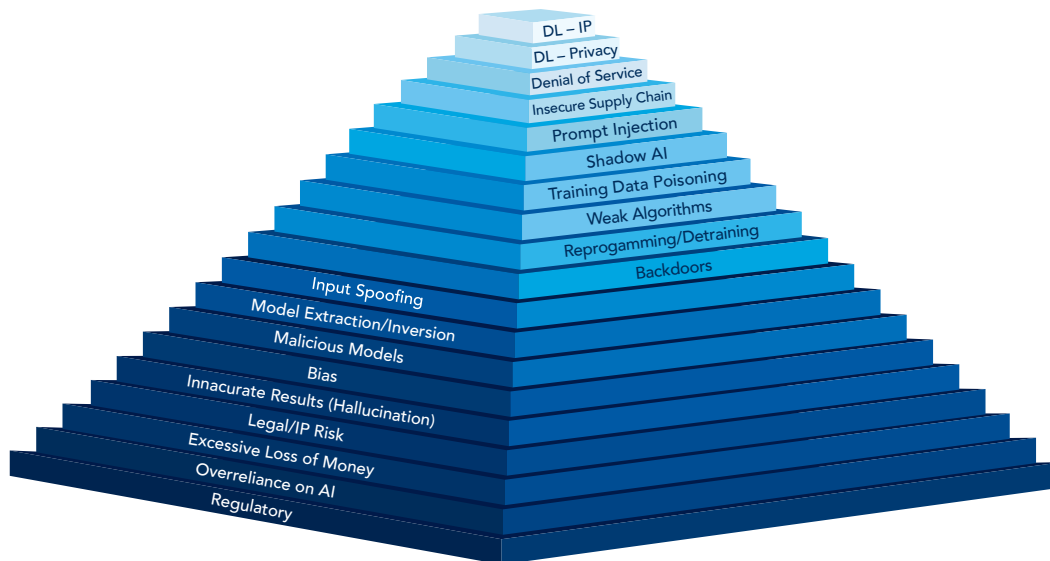 DL – IP
DL – Privacy
Denial of Service
Insecure Supply Chain
Prompt Injection
Shadow AI
Training Data Poisoning
Weak Algorithms
Reprogamming/Detraining
Backdoors
Input Spoofing
Model Extraction/Inversion
Malicious Models
Bias
Innacurate Results (Hallucination)
Legal/IP Risk
Excessive Loss of Money
Overreliance on AI
Regulatory